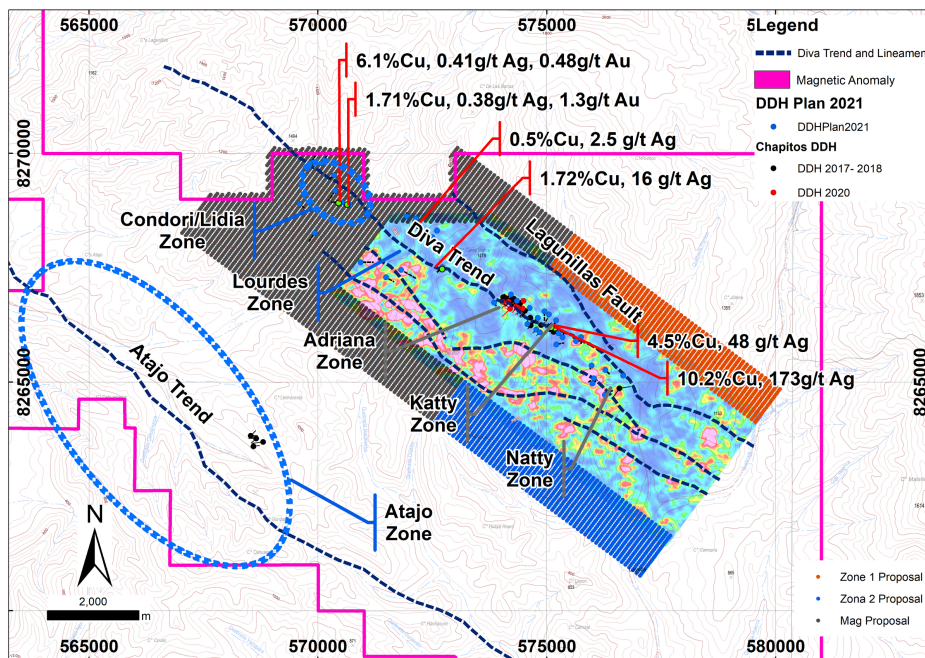 565000
570000
575000
5
Legend
Diva Trend and Lineamen
Magnetic Anomaly
DDH Plan 2021
DDHPlan2021
Chapitos DDH
DDH 2017- 2018
DDH 2020
6.1%Cu, 0.41g/t Ag, 0.48g/t Au
1.71%Cu, 0.38g/t Ag, 1.3g/t Au
0.5%Cu, 2.5 g/t Ag
1.72%Cu, 16 g/t Ag
8270000
Condori/Lidia
Zone
Diva Trend
Lagunillas Fault
Lourdes
Zone
Adriana
Zone
4.5%Cu, 48 g/t Ag
10.2%Cu, 173g/t Ag
8265000
8265000
Atajo Trend
Katty
Zone
Natty
Zone
Atajo
Zone
N
2,000
m
Zone 1 Proposal
Zona 2 Proposal
Mag Proposal
565000
570000
575000
580000